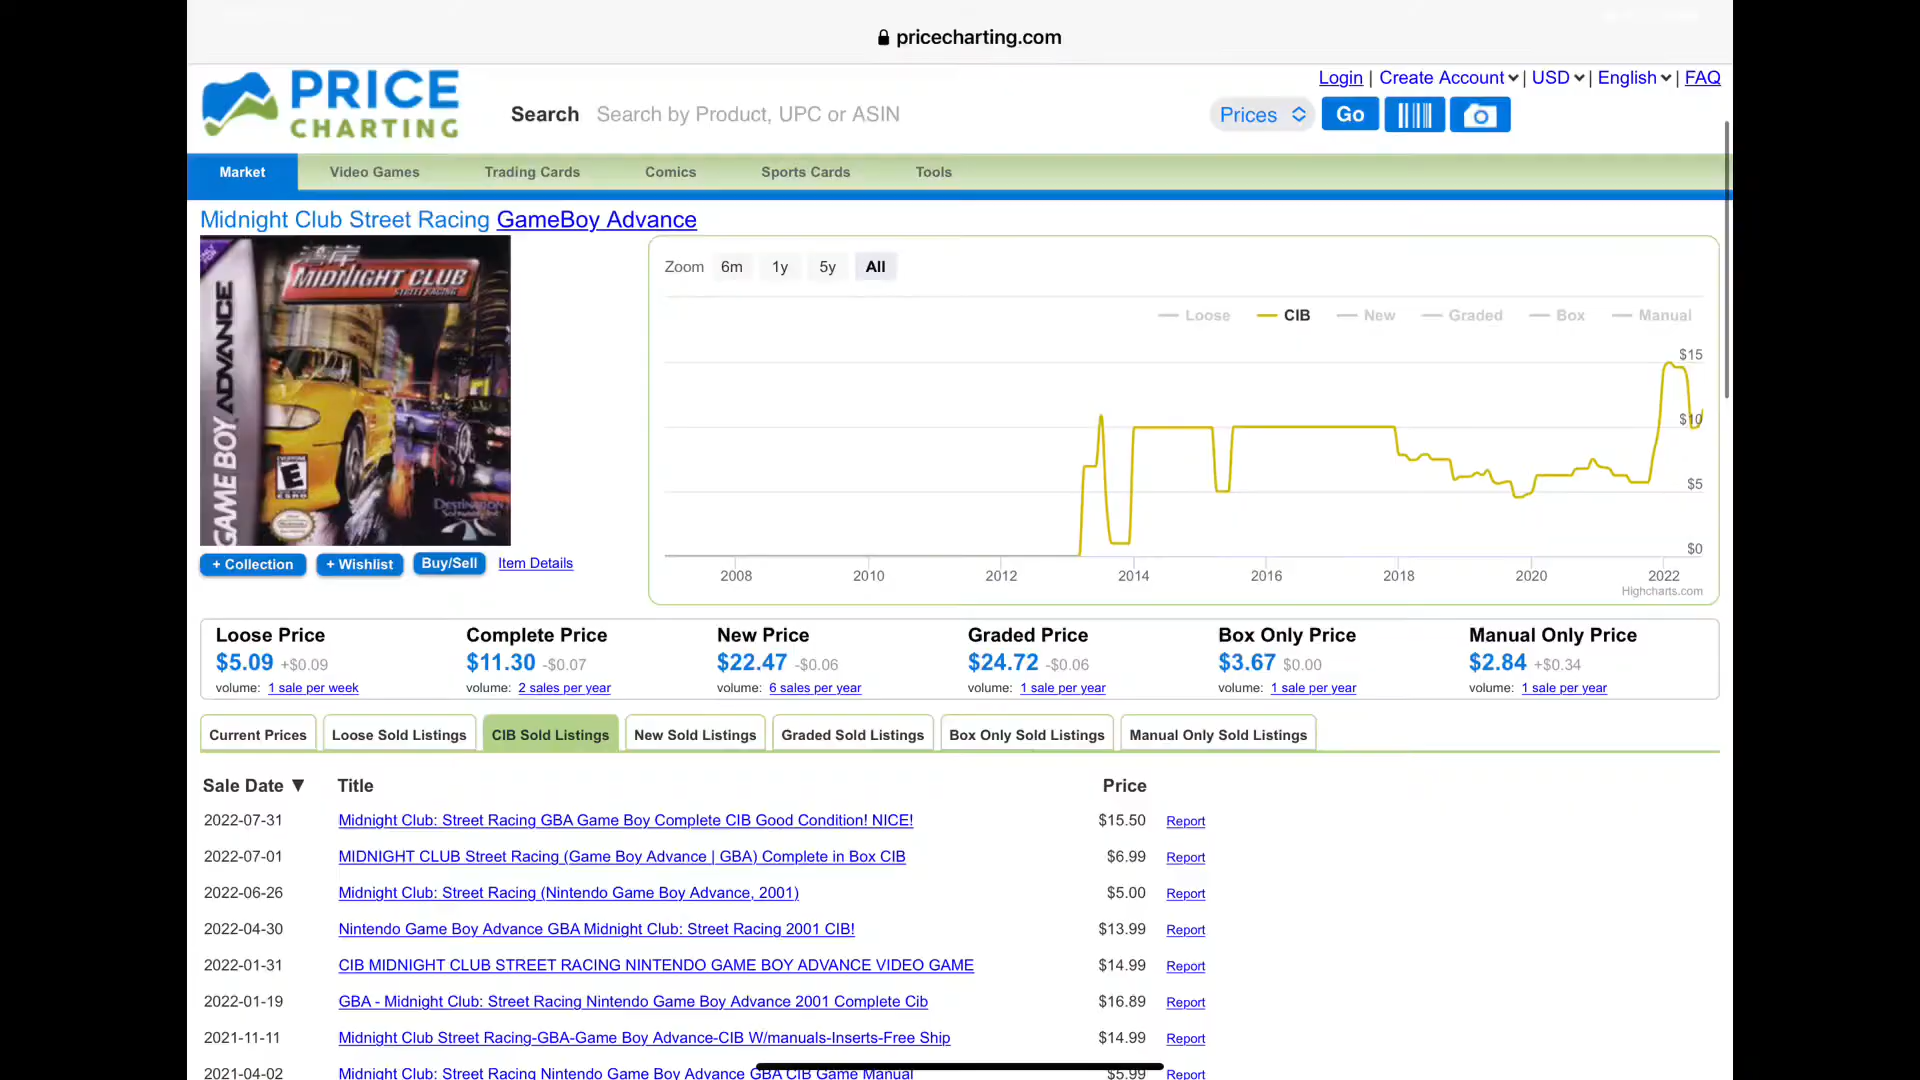 pricecharting.com
Login | Create Account | USD | English | FAQ
PRICE
CHARTING
Search Search by Product, UPC or ASIN Prices Go
Market Video Games Trading Cards Comics Sports Cards Tools
Midnight Club Street Racing GameBoy Advance
湾岸
MIDNIGHT CLUB
STREET RACING
GAME BOY ADVANCE
EVERYONE
E
ESRB
Destination
Software, Inc.
Zoom 6m 1y 5y All
Loose CIB New Graded Box Manual
$15
$10
$5
$0
2008 2010 2012 2014 2016 2018 2020 2022
Highcharts.com
+ Collection + Wishlist Buy/Sell Item Details
Loose Price Complete Price New Price Graded Price Box Only Price Manual Only Price
$5.09 +$0.09 $11.30 -$0.07 $22.47 -$0.06 $24.72 -$0.06 $3.67 $0.00 $2.84 +$0.34
volume: 1 sale per week volume: 2 sales per year volume: 6 sales per year volume: 1 sale per year volume: 1 sale per year volume: 1 sale per year
Current Prices Loose Sold Listings CIB Sold Listings New Sold Listings Graded Sold Listings Box Only Sold Listings Manual Only Sold Listings
Sale Date ▼ Title Price
2022-07-31 Midnight Club: Street Racing GBA Game Boy Complete CIB Good Condition! NICE! $15.50 Report
2022-07-01 MIDNIGHT CLUB Street Racing (Game Boy Advance | GBA) Complete in Box CIB $6.99 Report
2022-06-26 Midnight Club: Street Racing (Nintendo Game Boy Advance, 2001) $5.00 Report
2022-04-30 Nintendo Game Boy Advance GBA Midnight Club: Street Racing 2001 CIB! $13.99 Report
2022-01-31 CIB MIDNIGHT CLUB STREET RACING NINTENDO GAME BOY ADVANCE VIDEO GAME $14.99 Report
2022-01-19 GBA - Midnight Club: Street Racing Nintendo Game Boy Advance 2001 Complete Cib $16.89 Report
2021-11-11 Midnight Club Street Racing-GBA-Game Boy Advance-CIB W/manuals-Inserts-Free Ship $14.99 Report
2021-04-02 Midnight Club: Street Racing Nintendo Game Boy Advance GBA CIB Game Manual $5.99 Report